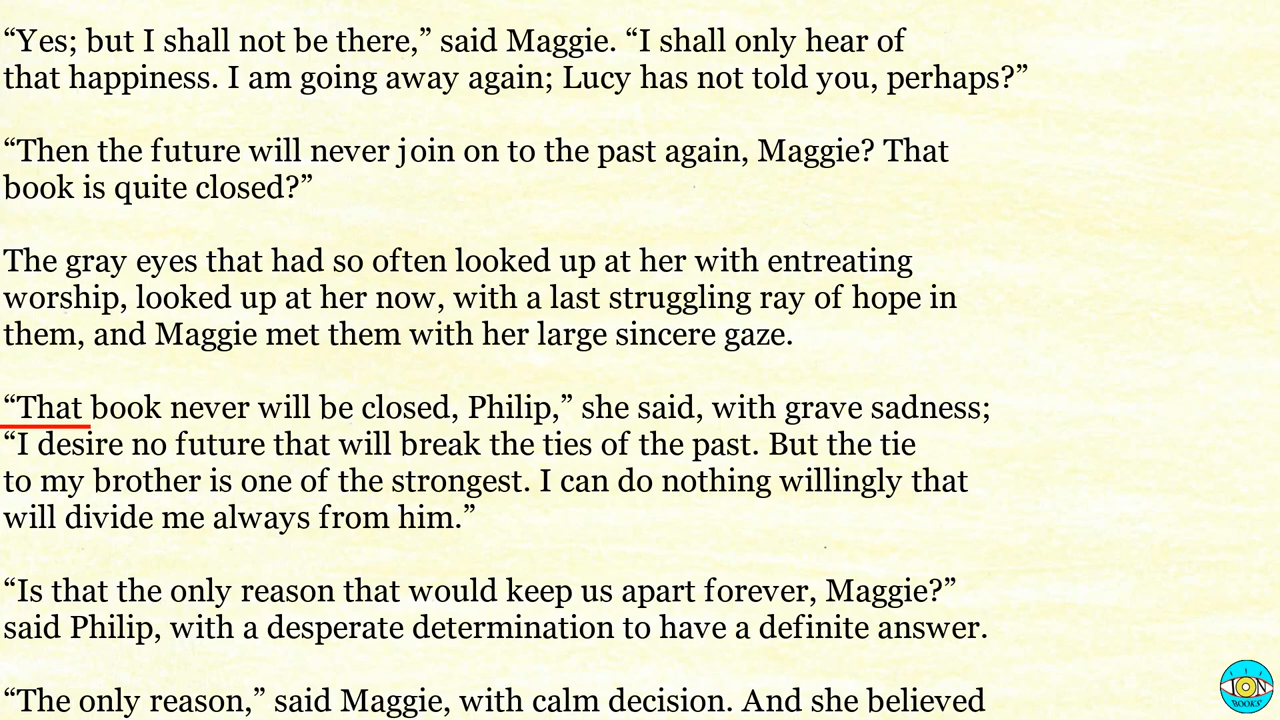 “Yes; but I shall not be there,” said Maggie. “I shall only hear of
that happiness. I am going away again; Lucy has not told you, perhaps?”
“Then the future will never join on to the past again, Maggie? That
book is quite closed?”
The gray eyes that had so often looked up at her with entreating
worship, looked up at her now, with a last struggling ray of hope in
them, and Maggie met them with her large sincere gaze.
“That book never will be closed, Philip,” she said, with grave sadness;
“I desire no future that will break the ties of the past. But the tie
to my brother is one of the strongest. I can do nothing willingly that
will divide me always from him.”
“Is that the only reason that would keep us apart forever, Maggie?”
said Philip, with a desperate determination to have a definite answer.
“The only reason,” said Maggie, with calm decision. And she believed
ION
BOOKS